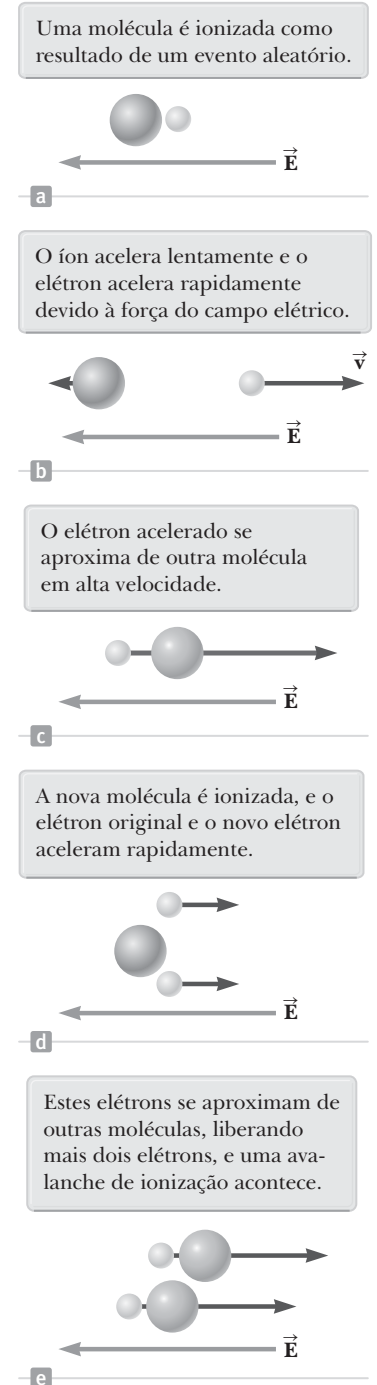 Uma molécula é ionizada como
resultado de um evento aleatório.
E
a
O íon acelera lentamente e o
elétron acelera rapidamente
devido à força do campo elétrico.
v
E
b
O elétron acelerado se
aproxima de outra molécula
em alta velocidade.
E
c
A nova molécula é ionizada, e o
elétron original e o novo elétron
aceleram rapidamente.
E
d
Estes elétrons se aproximam de
outras moléculas, liberando
mais dois elétrons, e uma ava-
lanche de ionização acontece.
E
e